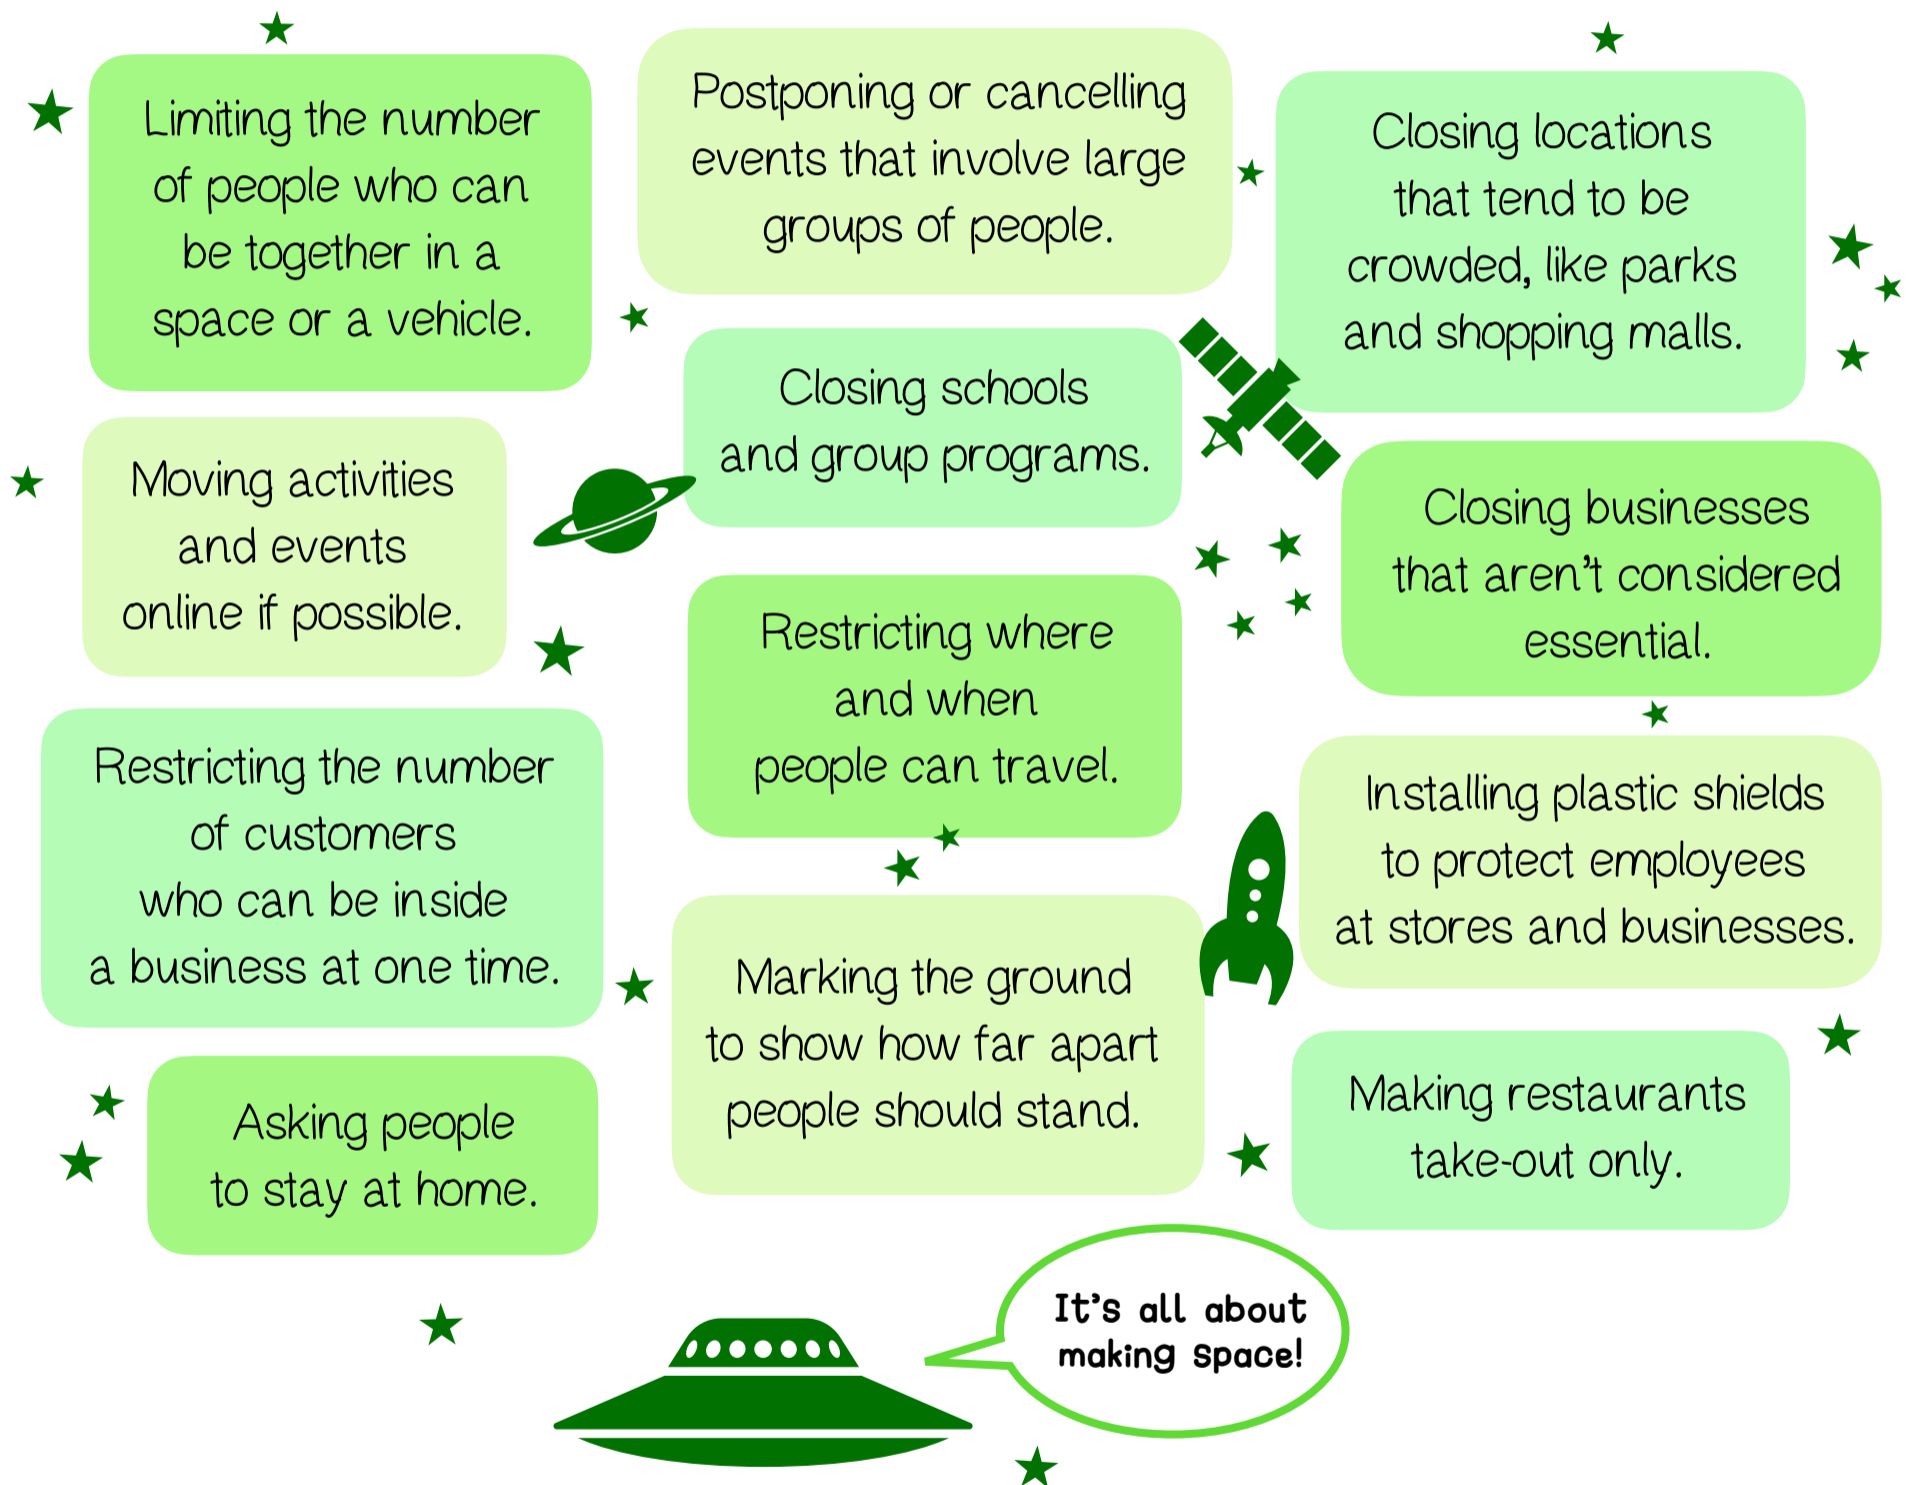 Limiting the number
of people who can
be together in a
space or a vehicle.
Postponing or cancelling
events that involve large
groups of people.
Closing locations
that tend to be
crowded, like parks
and shopping malls.
Moving activities
and events
online if possible.
Closing schools
and group programs.
Closing businesses
that aren't considered
essential.
Restricting the number
of customers
who can be inside
a business at one time.
Restricting where
and when
people can travel.
Installing plastic shields
to protect employees
at stores and businesses.
Asking people
to stay at home.
Marking the ground
to show how far apart
people should stand.
Making restaurants
take-out only.
It's all about
making space!